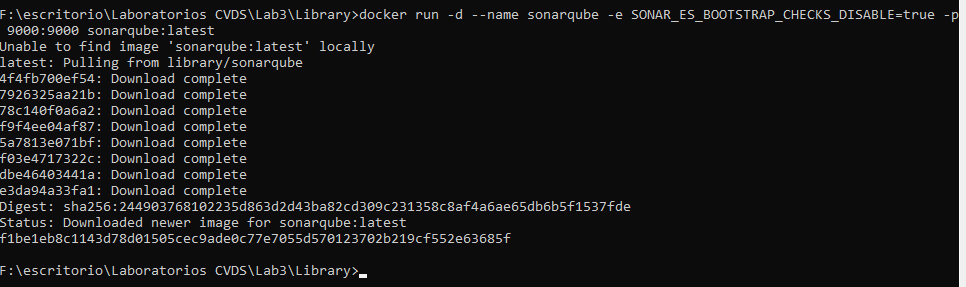 F:\escritorio\Laboratorios CVDS\Lab3\Library>docker run -d --name sonarqube -e SONAR_ES_BOOTSTRAP_CHECKS_DISABLE=true -p
9000:9000 sonarqube:latest
Unable to find image 'sonarqube:latest' locally
latest: Pulling from library/sonarqube
4f4fb700ef54: Download complete
7926325aa21b: Download complete
78c140f0a6a2: Download complete
f9f4ee04af87: Download complete
5a7813e071bf: Download complete
f03e4717322c: Download complete
dbe46403441a: Download complete
e3da94a33fa1: Download complete
Digest: sha256:244903768102235d863d2d43ba82cd309c231358c8af4a6ae65db6b5f1537fde
Status: Downloaded newer image for sonarqube:latest
f1be1eb8c1143d78d01505cec9ade0c77e7055d570123702b219cf552e63685f
F:\escritorio\Laboratorios CVDS\Lab3\Library>